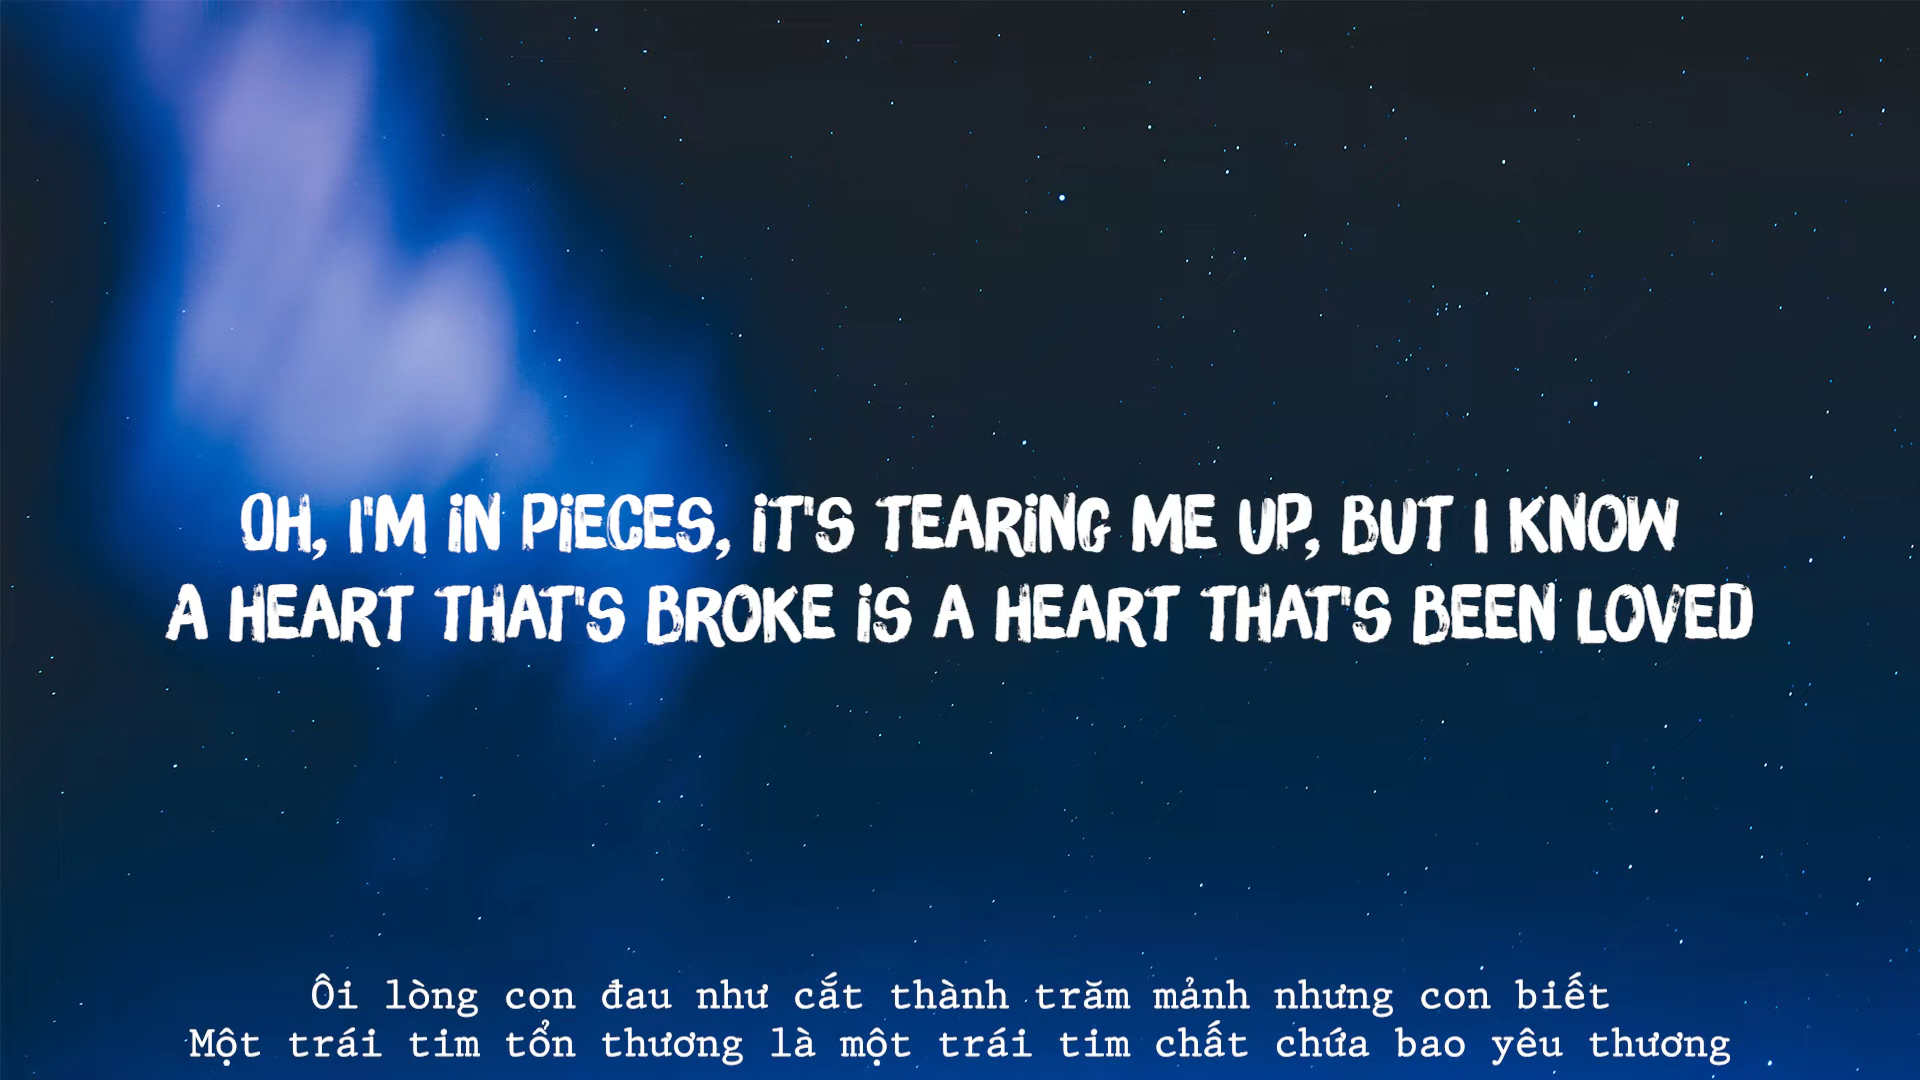 OH, I'M IN PIECES, IT'S TEARING ME UP, BUT I KNOW
A HEART THAT'S BROKE IS A HEART THAT'S BEEN LOVED
Ôi lòng con đau như cắt thành trăm mảnh nhưng con biết
Một trái tim tổn thương là một trái tim chất chứa bao yêu thương